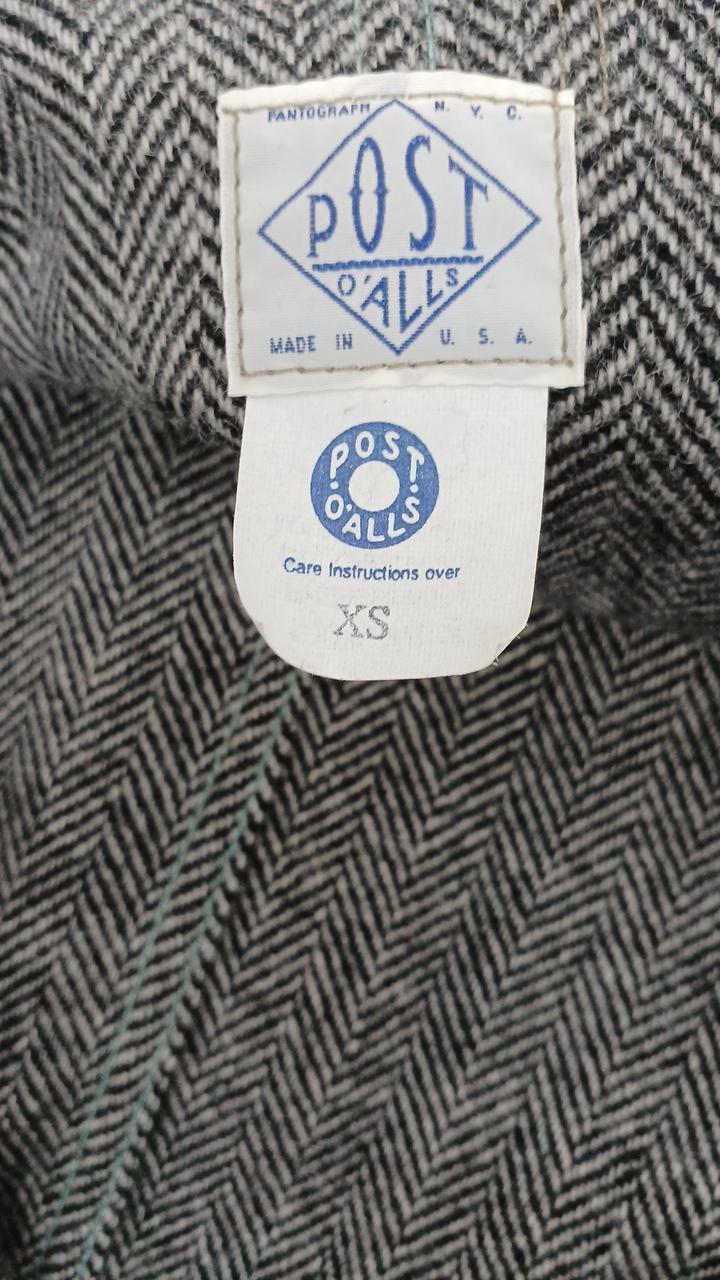 PANTOGRAPH N. Y. C.
POST
O'ALLS
MADE IN U. S. A.
POST
O'ALLS
Care Instructions over
XS